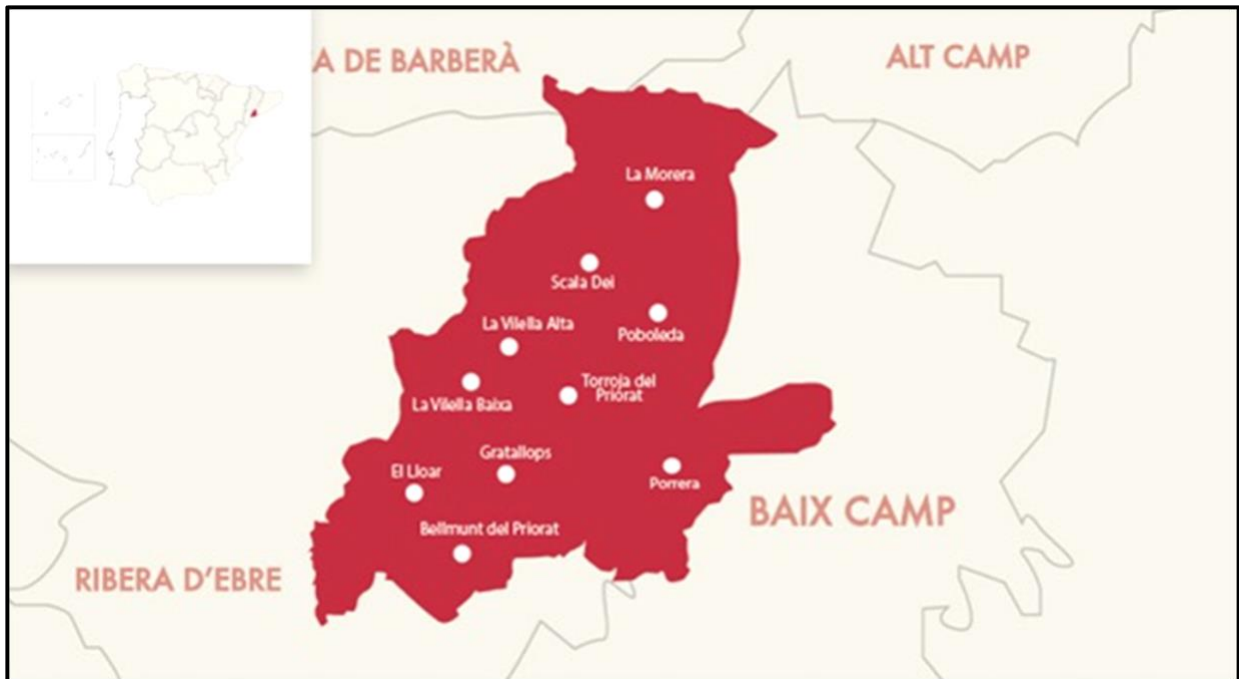 A DE BARBERÀ
ALT CAMP
La Morera
Scala Dei
La Vilella Alta
Poboleda
La Vilella Baixa
Torroja del
Priorat
Gratallops
El Lloar
Porrera
Bellmunt del Priorat
BAIX CAMP
RIBERA D'EBRE